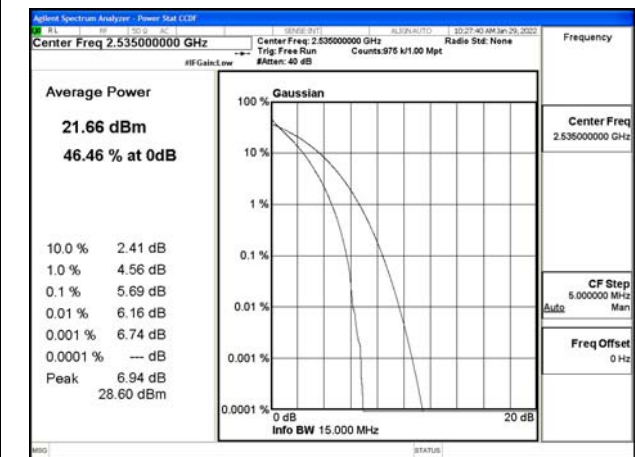 Agilent Spectrum Analyzer - Power Stat CCDF
RL RF 50 Ω AC SENSE:INT ALIGN AUTO 10:27:40 AM Jan 29, 2022
Center Freq 2.535000000 GHz
Center Freq: 2.535000000 GHz Radio Std: None
Trig: Free Run Counts:975 k/1.00 Mpt
#IFGain:Low #Atten: 40 dB
Frequency
Average Power
21.66 dBm
46.46 % at 0dB
10.0 % 2.41 dB
1.0 % 4.56 dB
0.1 % 5.69 dB
0.01 % 6.16 dB
0.001 % 6.74 dB
0.0001 % --- dB
Peak 6.94 dB
28.60 dBm
Gaussian
100 %
10 %
1 %
0.1 %
0.01 %
0.001 %
0.0001 %
0 dB 20 dB
Info BW 15.000 MHz
Center Freq
2.535000000 GHz
CF Step
5.000000 MHz
Auto Man
Freq Offset
0 Hz
MSG STATUS